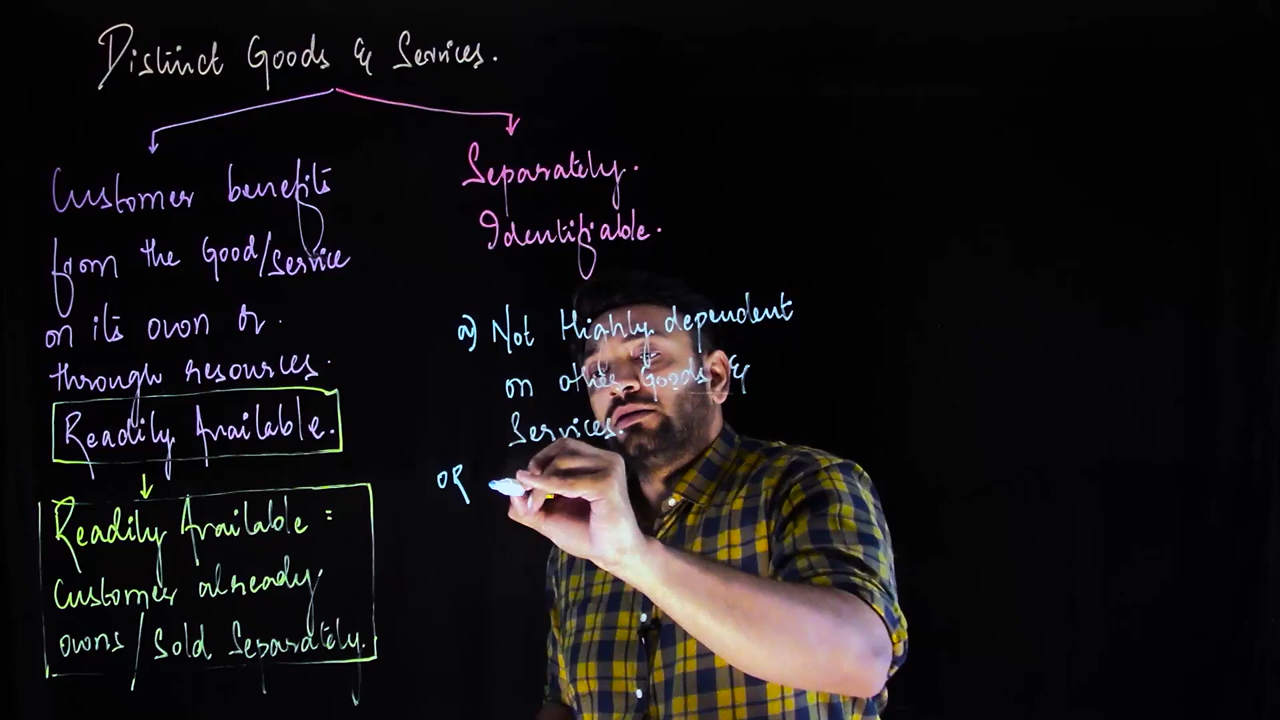 Distinct Goods & Services.
Customer benefits
from the Good/Service
on its own or.
through resources.
Readily Available.
Readily Available =
Customer already
owns/Sold Separately.
Separately.
Identifiable.
a) Not Highly dependent
on other Goods &
Services.
OR